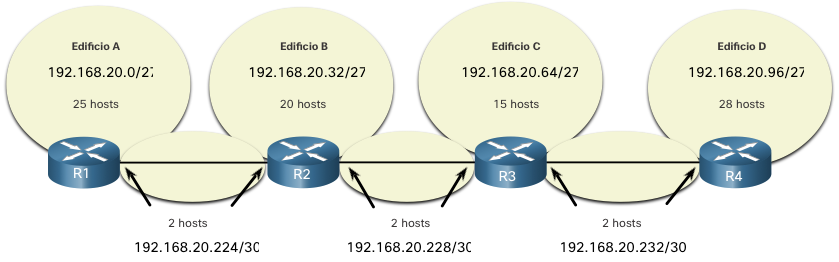 Edificio A
192.168.20.0/27
25 hosts
Edificio B
192.168.20.32/27
20 hosts
Edificio C
192.168.20.64/27
15 hosts
Edificio D
192.168.20.96/27
28 hosts
R1
R2
R3
R4
2 hosts
192.168.20.224/30
2 hosts
192.168.20.228/30
2 hosts
192.168.20.232/30